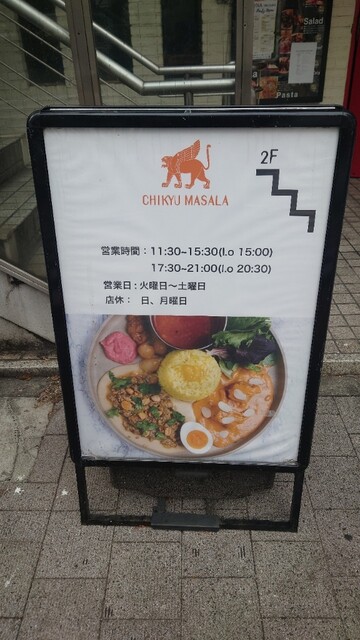 Salad
Pasta
2F
CHIKYU MASALA
営業時間：11:30~15:30(l.o 15:00)
17:30~21:00(l.o 20:30)
営業日：火曜日〜土曜日
店休： 日、月曜日